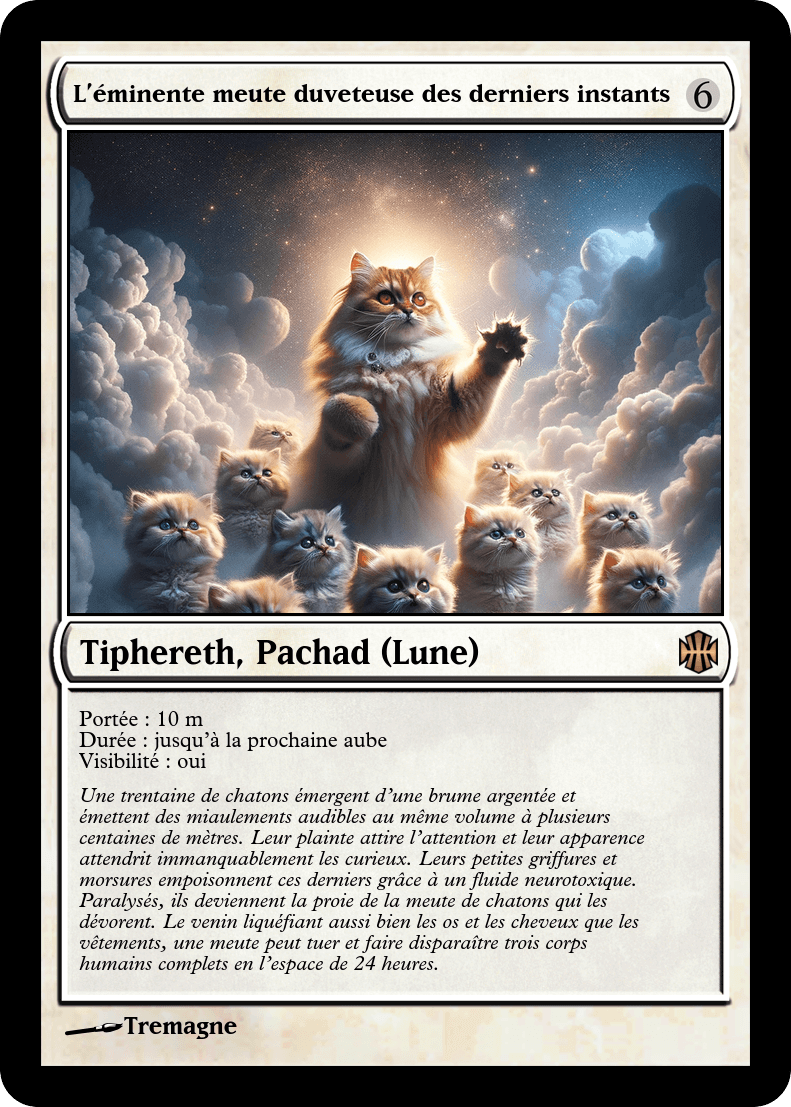 L'éminente meute duveteuse des derniers instants 6
Tiphereth, Pachad (Lune)
Portée : 10 m
Durée : jusqu'à la prochaine aube
Visibilité : oui
Une trentaine de chatons émergent d'une brume argentée et
émettent des miaulements audibles au même volume à plusieurs
centaines de mètres. Leur plainte attire l'attention et leur apparence
attendrit immanquablement les curieux. Leurs petites griffures et
morsures empoisonnent ces derniers grâce à un fluide neurotoxique.
Paralysés, ils deviennent la proie de la meute de chatons qui les
dévorent. Le venin liquéfiant aussi bien les os et les cheveux que les
vêtements, une meute peut tuer et faire disparaître trois corps
humains complets en l'espace de 24 heures.
Tremagne